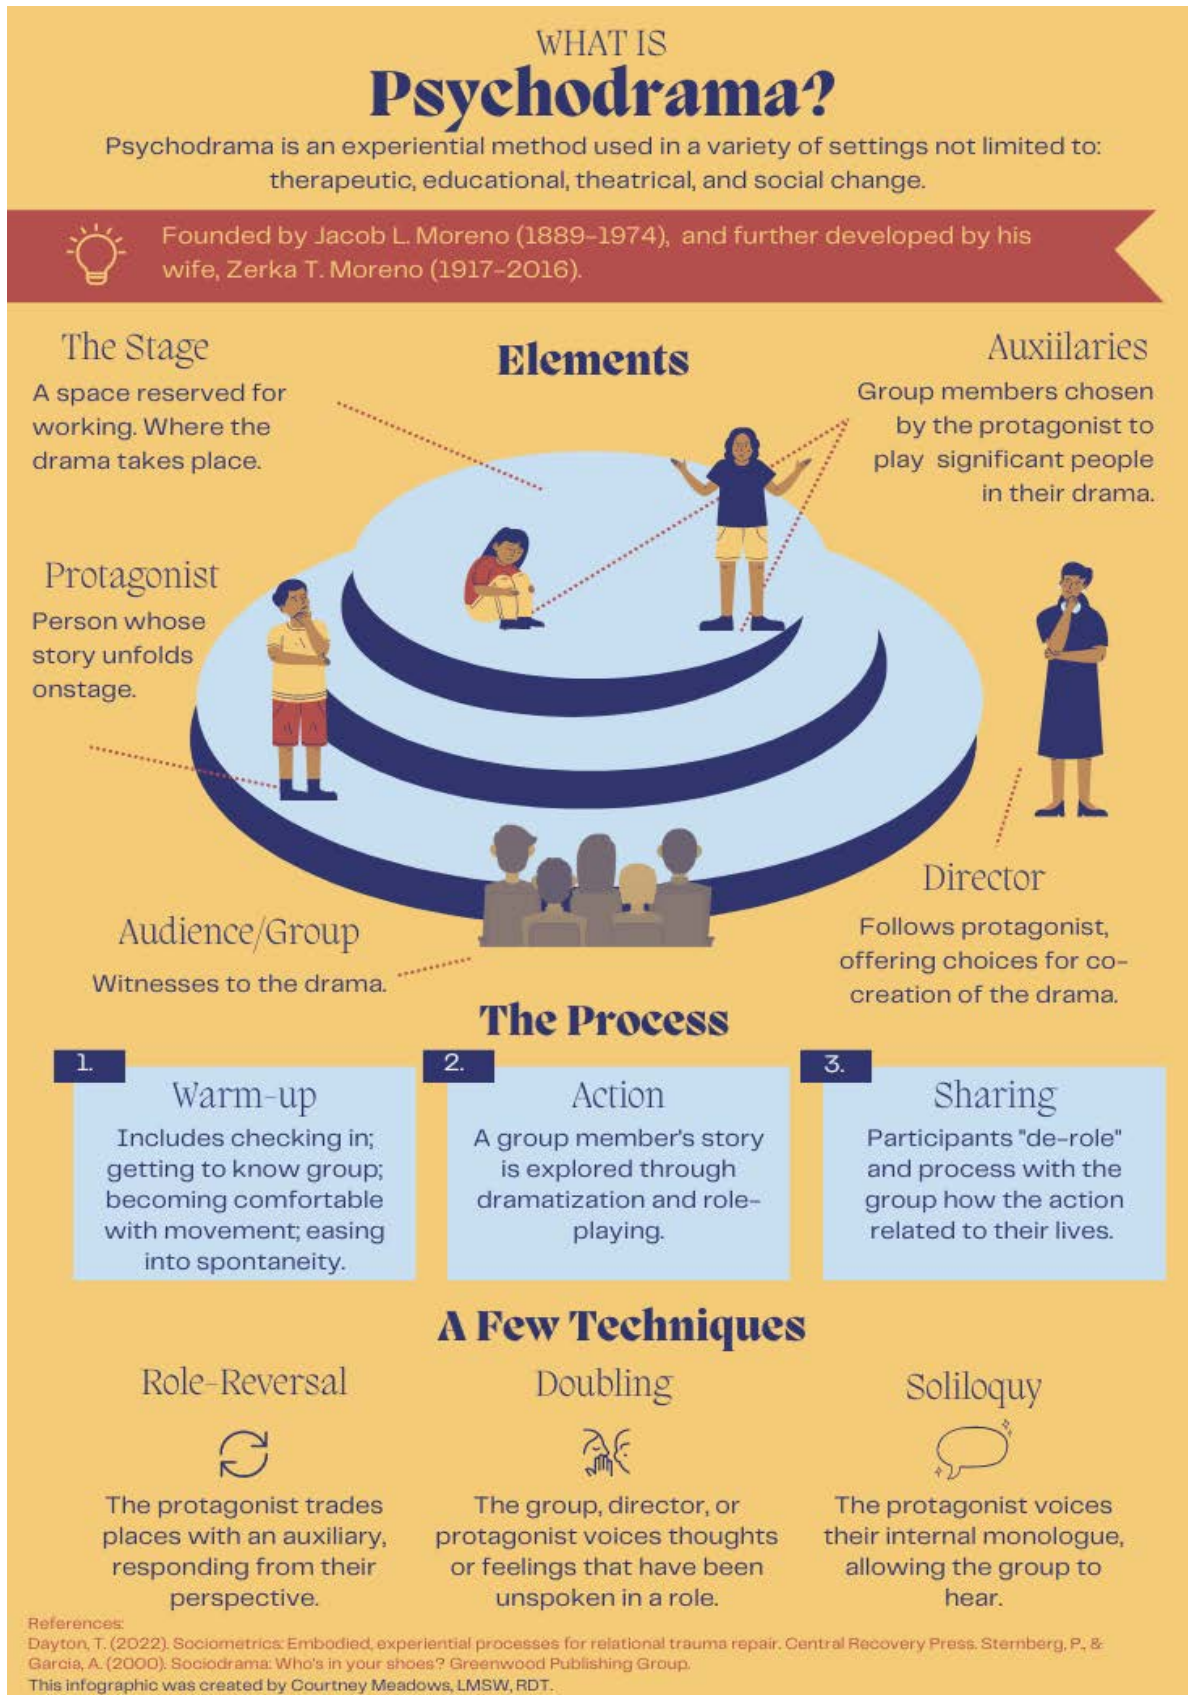 WHAT IS
Psychodrama?
Psychodrama is an experiential method used in a variety of settings not limited to:
therapeutic, educational, theatrical, and social change.
Founded by Jacob L. Moreno (1889-1974), and further developed by his
wife, Zerka T. Moreno (1917-2016).
Elements
The Stage
A space reserved for
working. Where the
drama takes place.
Auxiilaries
Group members chosen
by the protagonist to
play significant people
in their drama.
Protagonist
Person whose
story unfolds
onstage.
Director
Follows protagonist,
offering choices for co-
creation of the drama.
Audience/Group
Witnesses to the drama.
The Process
1.
Warm-up
Includes checking in;
getting to know group;
becoming comfortable
with movement; easing
into spontaneity.
2.
Action
A group member's story
is explored through
dramatization and role-
playing.
3.
Sharing
Participants "de-role"
and process with the
group how the action
related to their lives.
A Few Techniques
Role-Reversal
The protagonist trades
places with an auxiliary,
responding from their
perspective.
Doubling
The group, director, or
protagonist voices thoughts
or feelings that have been
unspoken in a role.
Soliloquy
The protagonist voices
their internal monologue,
allowing the group to
hear.
References:
Dayton, T. (2022). Sociometrics: Embodied, experiential processes for relational trauma repair. Central Recovery Press. Sternberg, P., &
Garcia, A. (2000). Sociodrama: Who's in your shoes? Greenwood Publishing Group.
This infographic was created by Courtney Meadows, LMSW, RDT.